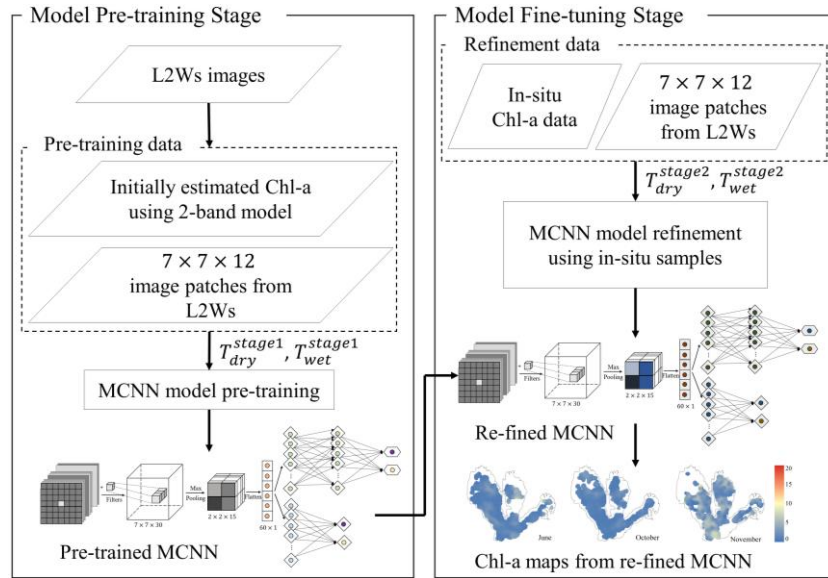 Model Pre-training Stage
L2Ws images
Pre-training data
Initially estimated Chl-a
using 2-band model
7 × 7 × 12
image patches from
L2Ws
T_dry^stage1, T_wet^stage1
MCNN model pre-training
Filters
7 × 7 × 30
Max
Pooling
2 × 2 × 15
Flatten
60 × 1
Pre-trained MCNN
Model Fine-tuning Stage
Refinement data
In-situ
Chl-a data
7 × 7 × 12
image patches
from L2Ws
T_dry^stage2, T_wet^stage2
MCNN model refinement
using in-situ samples
Filters
7 × 7 × 30
Max
Pooling
2 × 2 × 15
Flatten
60 × 1
Re-fined MCNN
20
15
10
5
0
June
October
November
Chl-a maps from re-fined MCNN